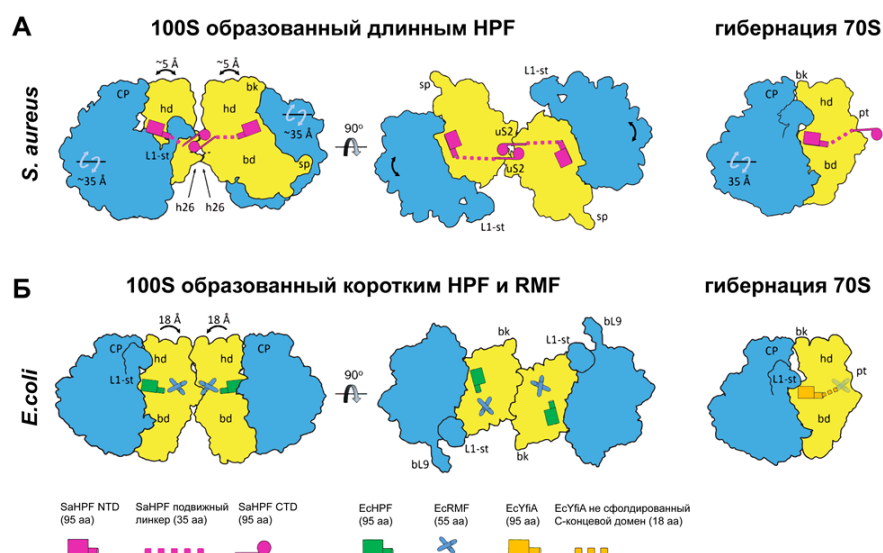 А
100S образованный длинным HPF
гибернация 70S
S. aureus
~5 Å
~5 Å
CP
hd
hd
bk
L1-st
~35 Å
~35 Å
bd
sp
h26
h26
90º
sp
L1-st
uS2
uS2
L1-st
sp
bk
CP
hd
pt
35 Å
bd
Б
100S образованный коротким HPF и RMF
гибернация 70S
E.coli
18 Å
18 Å
CP
hd
hd
CP
L1-st
bd
bd
90º
bk
L1-st
bL9
L1-st
bk
bL9
bk
CP
hd
pt
L1-st
bd
SaHPF NTD
(95 aa)
SaHPF подвижный
линкер (35 aa)
SaHPF CTD
(95 aa)
EcHPF
(95 aa)
EcRMF
(55 aa)
EcYfiA
(95 aa)
EcYfiA не сфолдированный
С-концевой домен (18 aa)